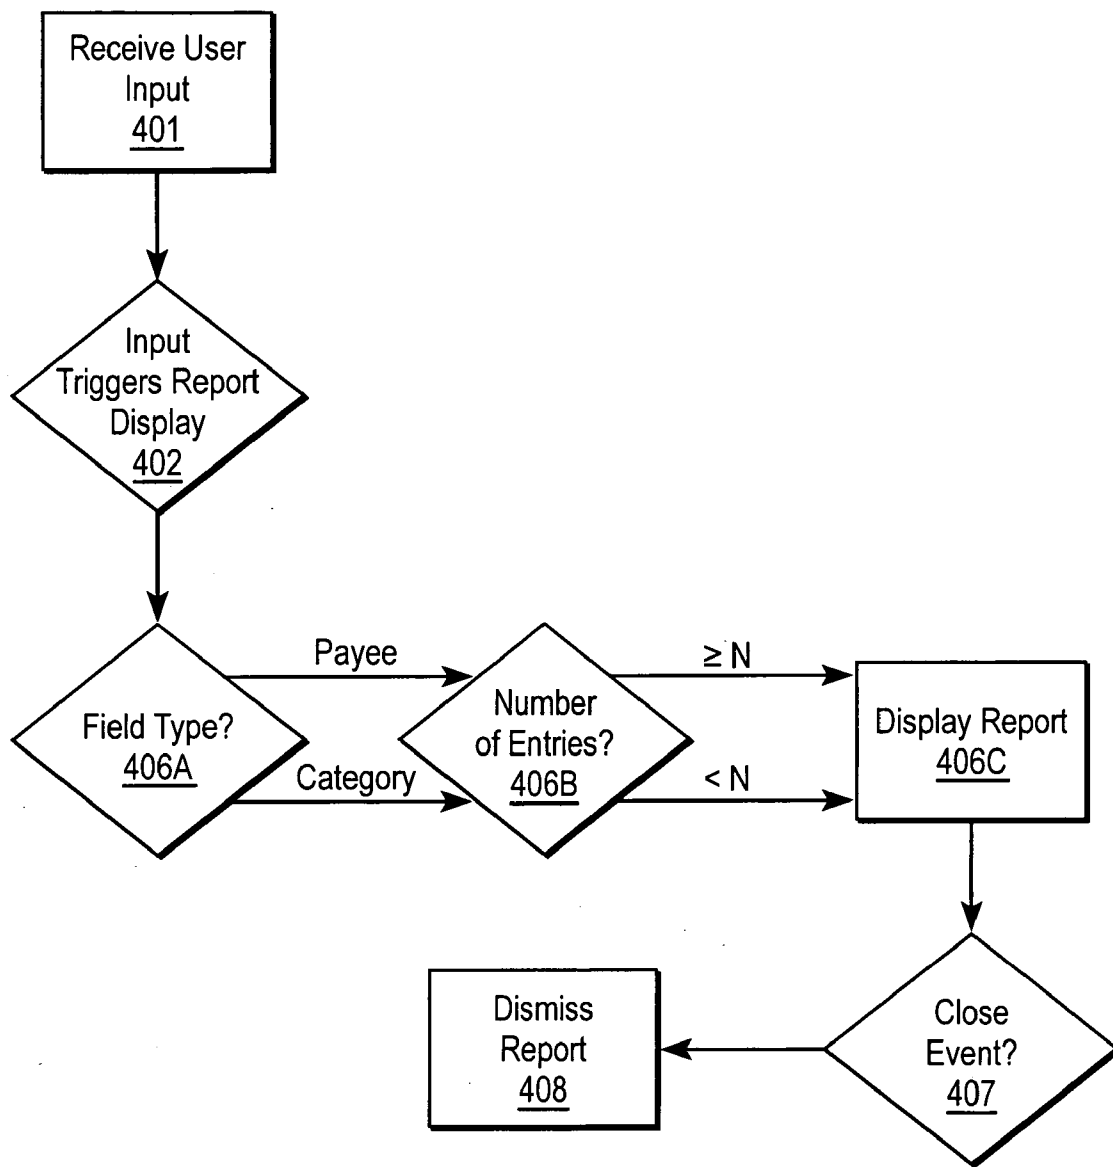 Receive User
Input
401
Input
Triggers Report
Display
402
Field Type?
406A
Payee
Category
Number
of Entries?
406B
≥ N
< N
Display Report
406C
Close
Event?
407
Dismiss
Report
408